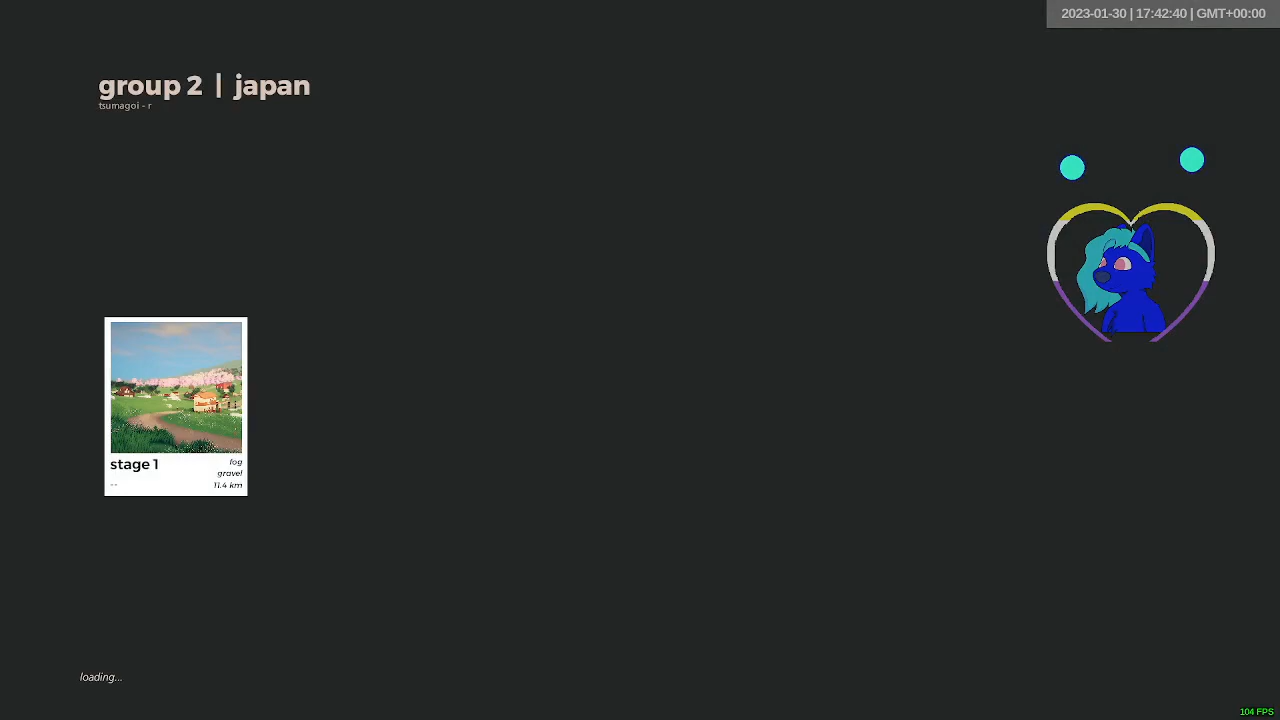 2023-01-30 | 17:42:40 | GMT+00:00
group 2 | japan
tsumagoi - r
stage 1
fog
gravel
--
11.4 km
loading...
104 FPS